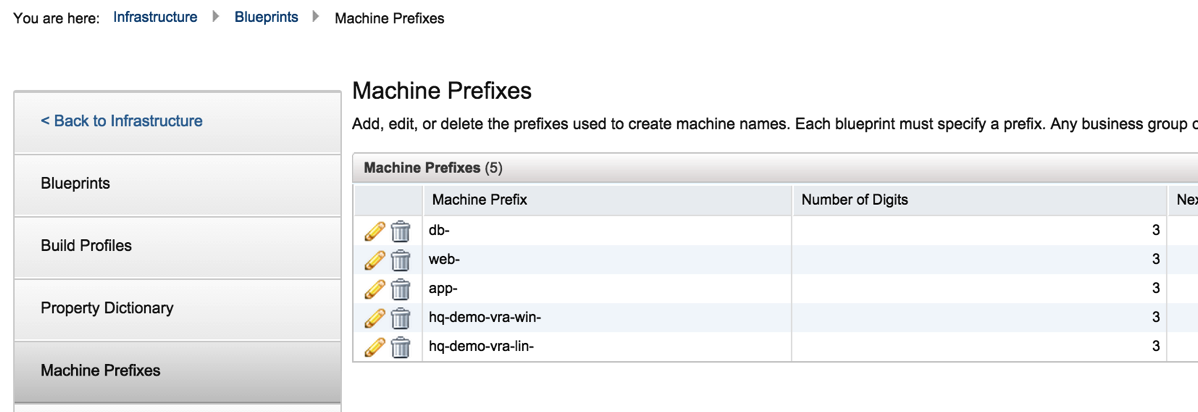 You are here: Infrastructure Blueprints Machine Prefixes
< Back to Infrastructure
Blueprints
Build Profiles
Property Dictionary
Machine Prefixes
Machine Prefixes
Add, edit, or delete the prefixes used to create machine names. Each blueprint must specify a prefix. Any business group
Machine Prefixes (5)
Machine Prefix Number of Digits
db- 3
web- 3
app- 3
hq-demo-vra-win- 3
hq-demo-vra-lin- 3